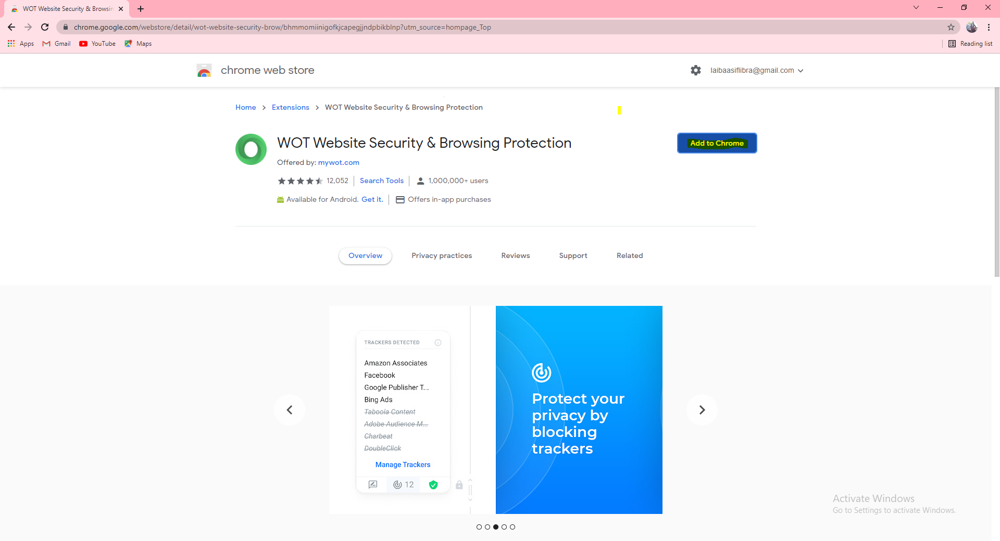 WOT Website Security & Browsin
chrome.google.com/webstore/detail/wot-website-security-brow/bhmmomiinigofkjcapegjjndpbikblnp?utm_source=hompage_Top
Apps Gmail YouTube Maps Reading list
chrome web store laibaasiflibra@gmail.com
Home > Extensions > WOT Website Security & Browsing Protection
WOT Website Security & Browsing Protection
Add to Chrome
Offered by: mywot.com
12,052 Search Tools 1,000,000+ users
Available for Android. Get it. Offers in-app purchases
Overview Privacy practices Reviews Support Related
TRACKERS DETECTED
Amazon Associates
Facebook
Google Publisher T...
Bing Ads
Taboola Content
Adobe Audience M...
Charbeat
DoubleClick
Manage Trackers
12
Protect your
privacy by
blocking
trackers
Activate Windows
Go to Settings to activate Windows.